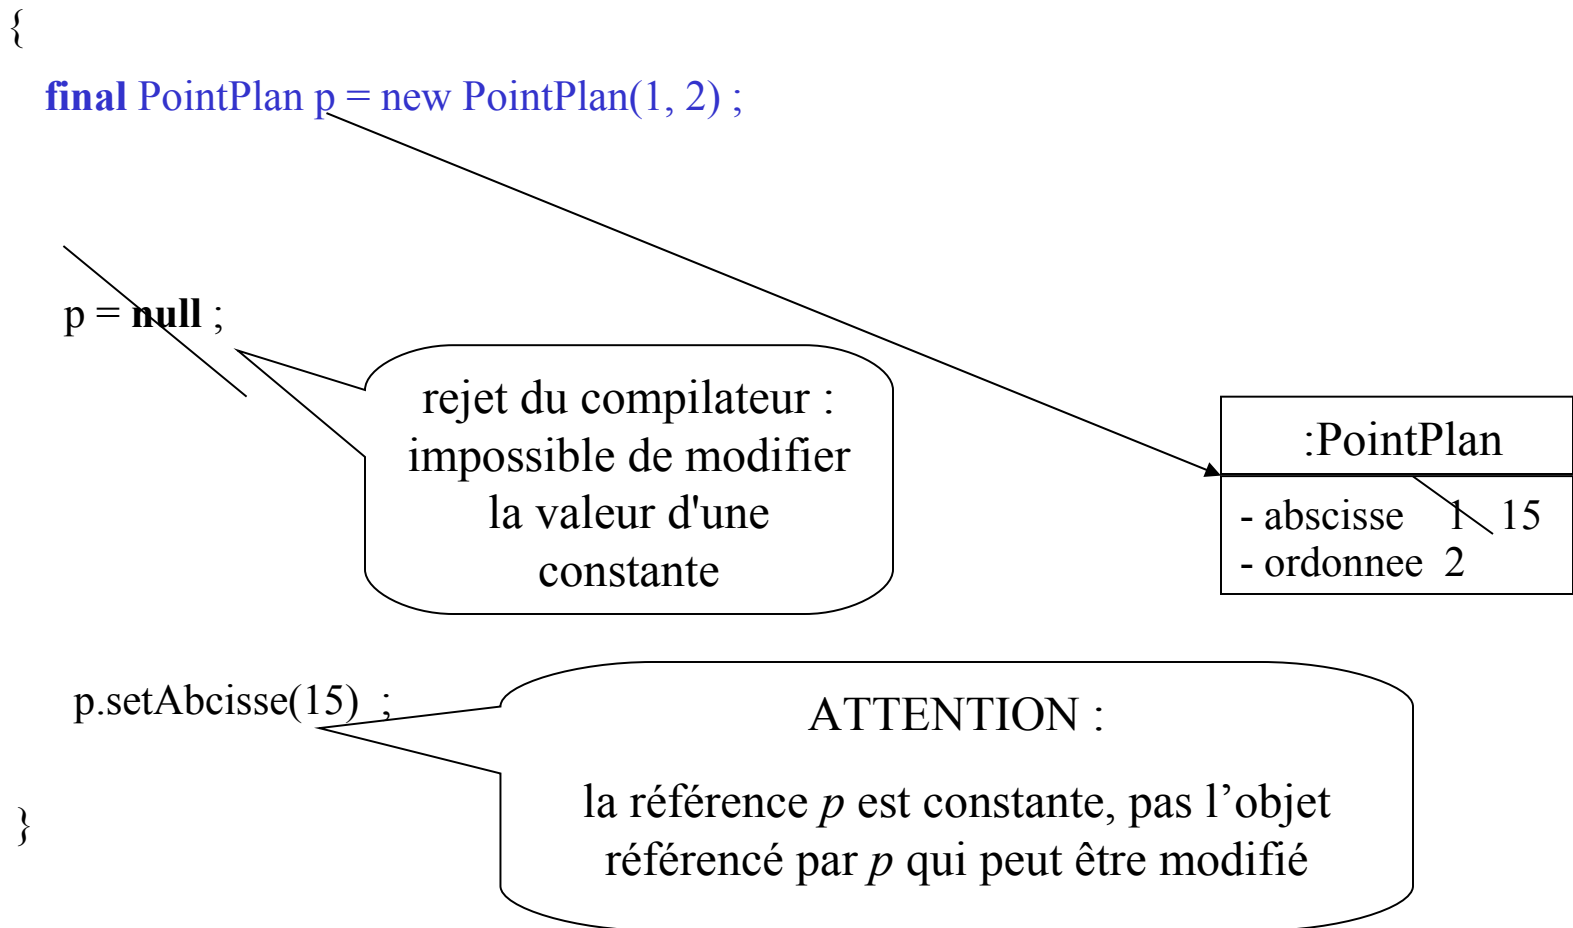 {
final PointPlan p = new PointPlan(1, 2) ;
p = null ;
rejet du compilateur :
impossible de modifier
la valeur d'une
constante
:PointPlan
- abscisse 1 15
- ordonnee 2
p.setAbcisse(15) ;
ATTENTION :
la référence p est constante, pas l’objet
référencé par p qui peut être modifié
}